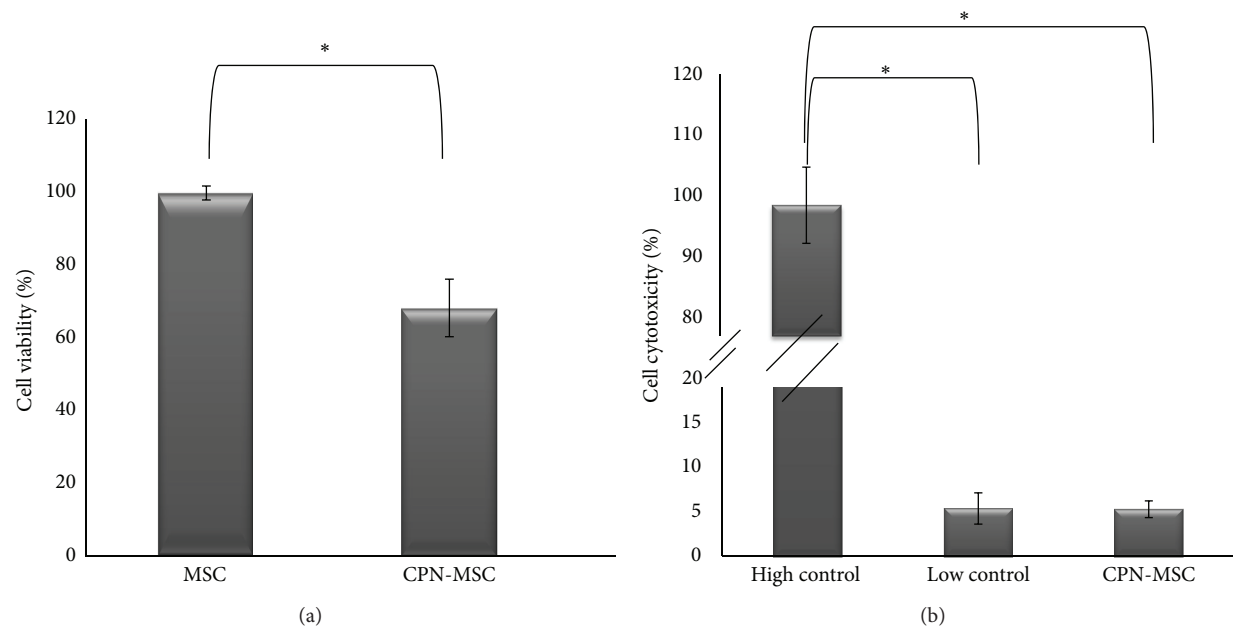 *
120
100
80
60
40
20
0
Cell viability (%)
MSC
CPN-MSC
(a)
*
*
120
110
100
90
80
20
15
10
5
0
Cell cytotoxicity (%)
High control
Low control
CPN-MSC
(b)